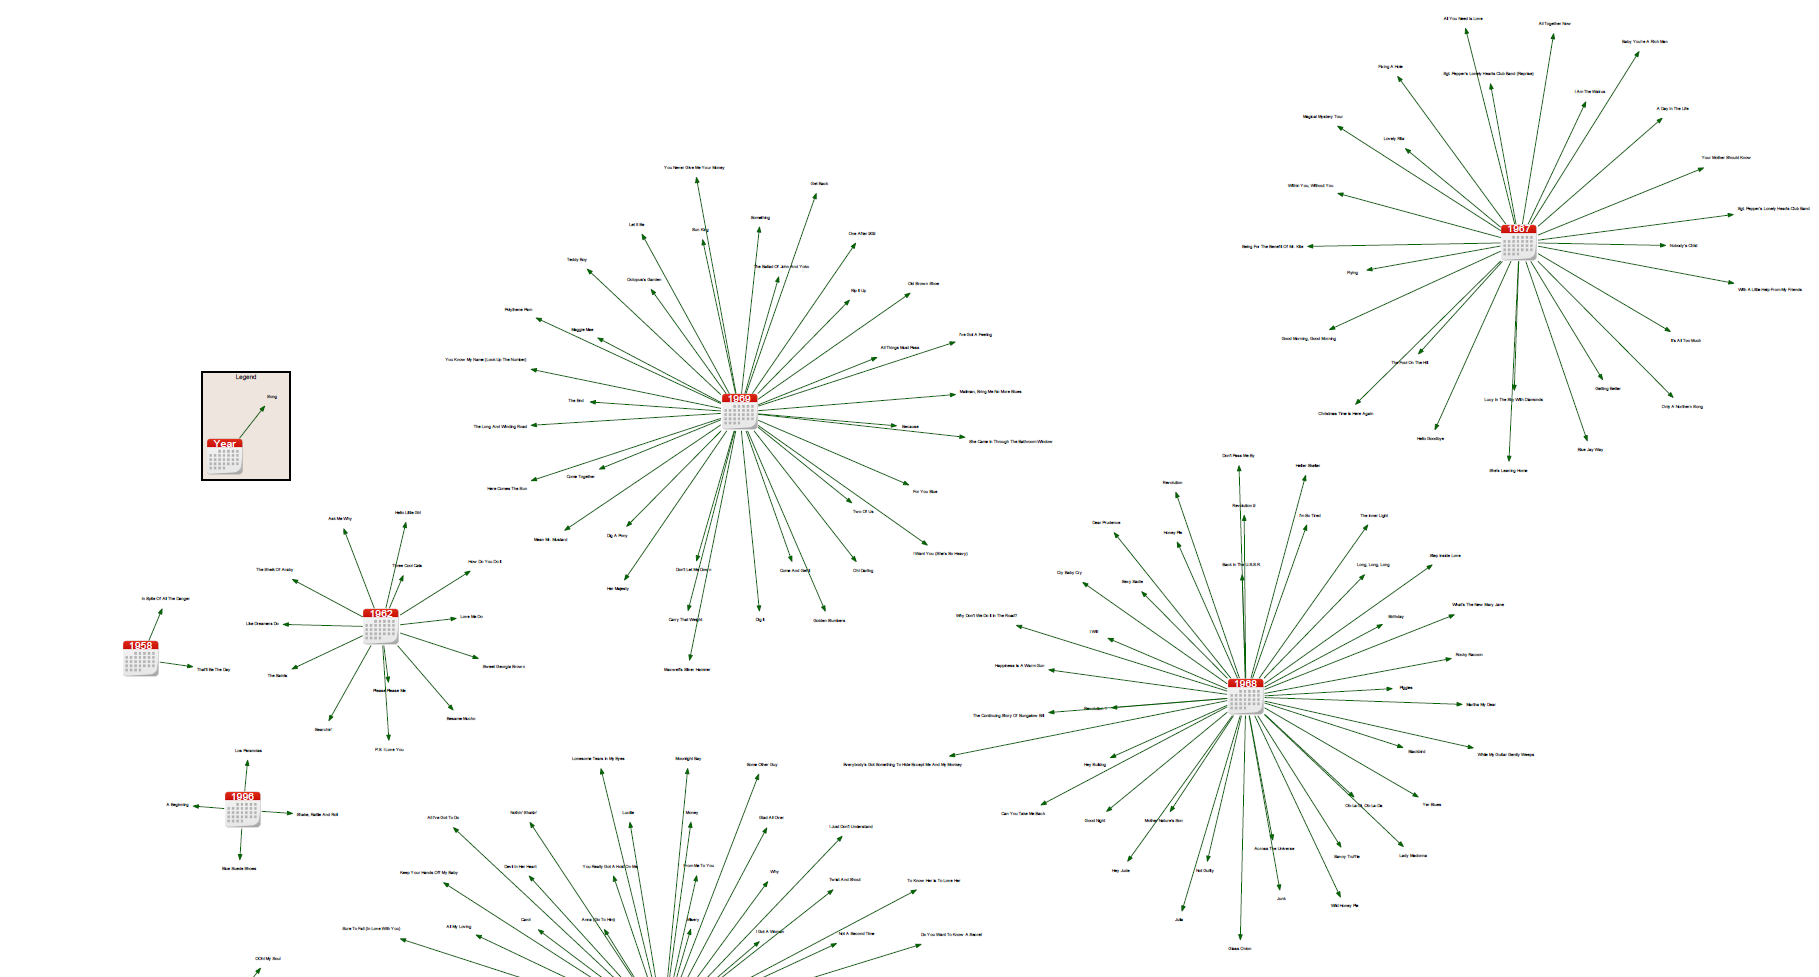 All You Need Is Love
All Together Now
Baby You're A Rich Man
Fixing A Hole
Sgt. Pepper's Lonely Hearts Club Band (Reprise)
I Am The Walrus
A Day In The Life
Magical Mystery Tour
Lovely Rita
Your Mother Should Know
Within You, Without You
Sgt. Pepper's Lonely Hearts Club Band
1967
Being For The Benefit Of Mr. Kite
Nobody's Child
Flying
With A Little Help From My Friends
Good Morning, Good Morning
It's All Too Much
The Fool On The Hill
Getting Better
Lucy In The Sky With Diamonds
Only A Northern Song
Christmas Time Is Here Again
Hello Goodbye
Blue Jay Way
She's Leaving Home
You Never Give Me Your Money
Get Back
Something
Let It Be
Sun King
One After 909
Teddy Boy
The Ballad Of John And Yoko
Octopus's Garden
Rip It Up
Old Brown Shoe
Polythene Pam
Maggie Mae
I've Got A Feeling
All Things Must Pass
You Know My Name (Look Up The Number)
Mailman, Bring Me No More Blues
The End
1969
The Long And Winding Road
Because
She Came In Through The Bathroom Window
Come Together
Here Comes The Sun
For You Blue
Two Of Us
Mean Mr. Mustard
Dig A Pony
I Want You (She's So Heavy)
Don't Let Me Down
Come And Get It
Oh! Darling
Her Majesty
Carry That Weight
Dig It
Golden Slumbers
Maxwell's Silver Hammer
Legend
Song
Year
Ask Me Why
Hello Little Girl
The Sheik Of Araby
Three Cool Cats
How Do You Do It
Like Dreamers Do
1962
Love Me Do
The Saints
Sweet Georgia Brown
Please Please Me
Searchin'
Besame Mucho
P.S. I Love You
In Spite Of All The Danger
1958
That'll Be The Day
Los Paranoias
A Beginning
1996
Shake, Rattle And Roll
Blue Suede Shoes
Don't Pass Me By
Helter Skelter
Revolution
Revolution 9
I'm So Tired
The Inner Light
Dear Prudence
Honey Pie
Step Inside Love
Back In The U.S.S.R.
Long, Long, Long
Cry Baby Cry
Sexy Sadie
What's The New Mary Jane
Why Don't We Do It In The Road?
Birthday
I Will
Rocky Raccoon
Happiness Is A Warm Gun
1968
Piggies
Martha My Dear
The Continuing Story Of Bungalow Bill
Revolution 1
Blackbird
While My Guitar Gently Weeps
Everybody's Got Something To Hide Except Me And My Monkey
Hey Bulldog
Can You Take Me Back
Good Night
Mother Nature's Son
Ob-La-Di, Ob-La-Da
Yer Blues
Across The Universe
Savoy Truffle
Lady Madonna
Hey Jude
Not Guilty
Junk
Wild Honey Pie
Julia
Glass Onion
Lonesome Tears In My Eyes
Moonlight Bay
Some Other Guy
All I've Got To Do
Nothin' Shakin'
Lucille
Money
Glad All Over
I Just Don't Understand
Devil In Her Heart
You Really Got A Hold On Me
From Me To You
Keep Your Hands Off My Baby
Why
Twist And Shout
To Know Her Is To Love Her
Carol
Anna (Go To Him)
Misery
Sure To Fall (In Love With You)
All My Loving
I Got A Woman
Not A Second Time
Do You Want To Know A Secret
OOh! My Soul